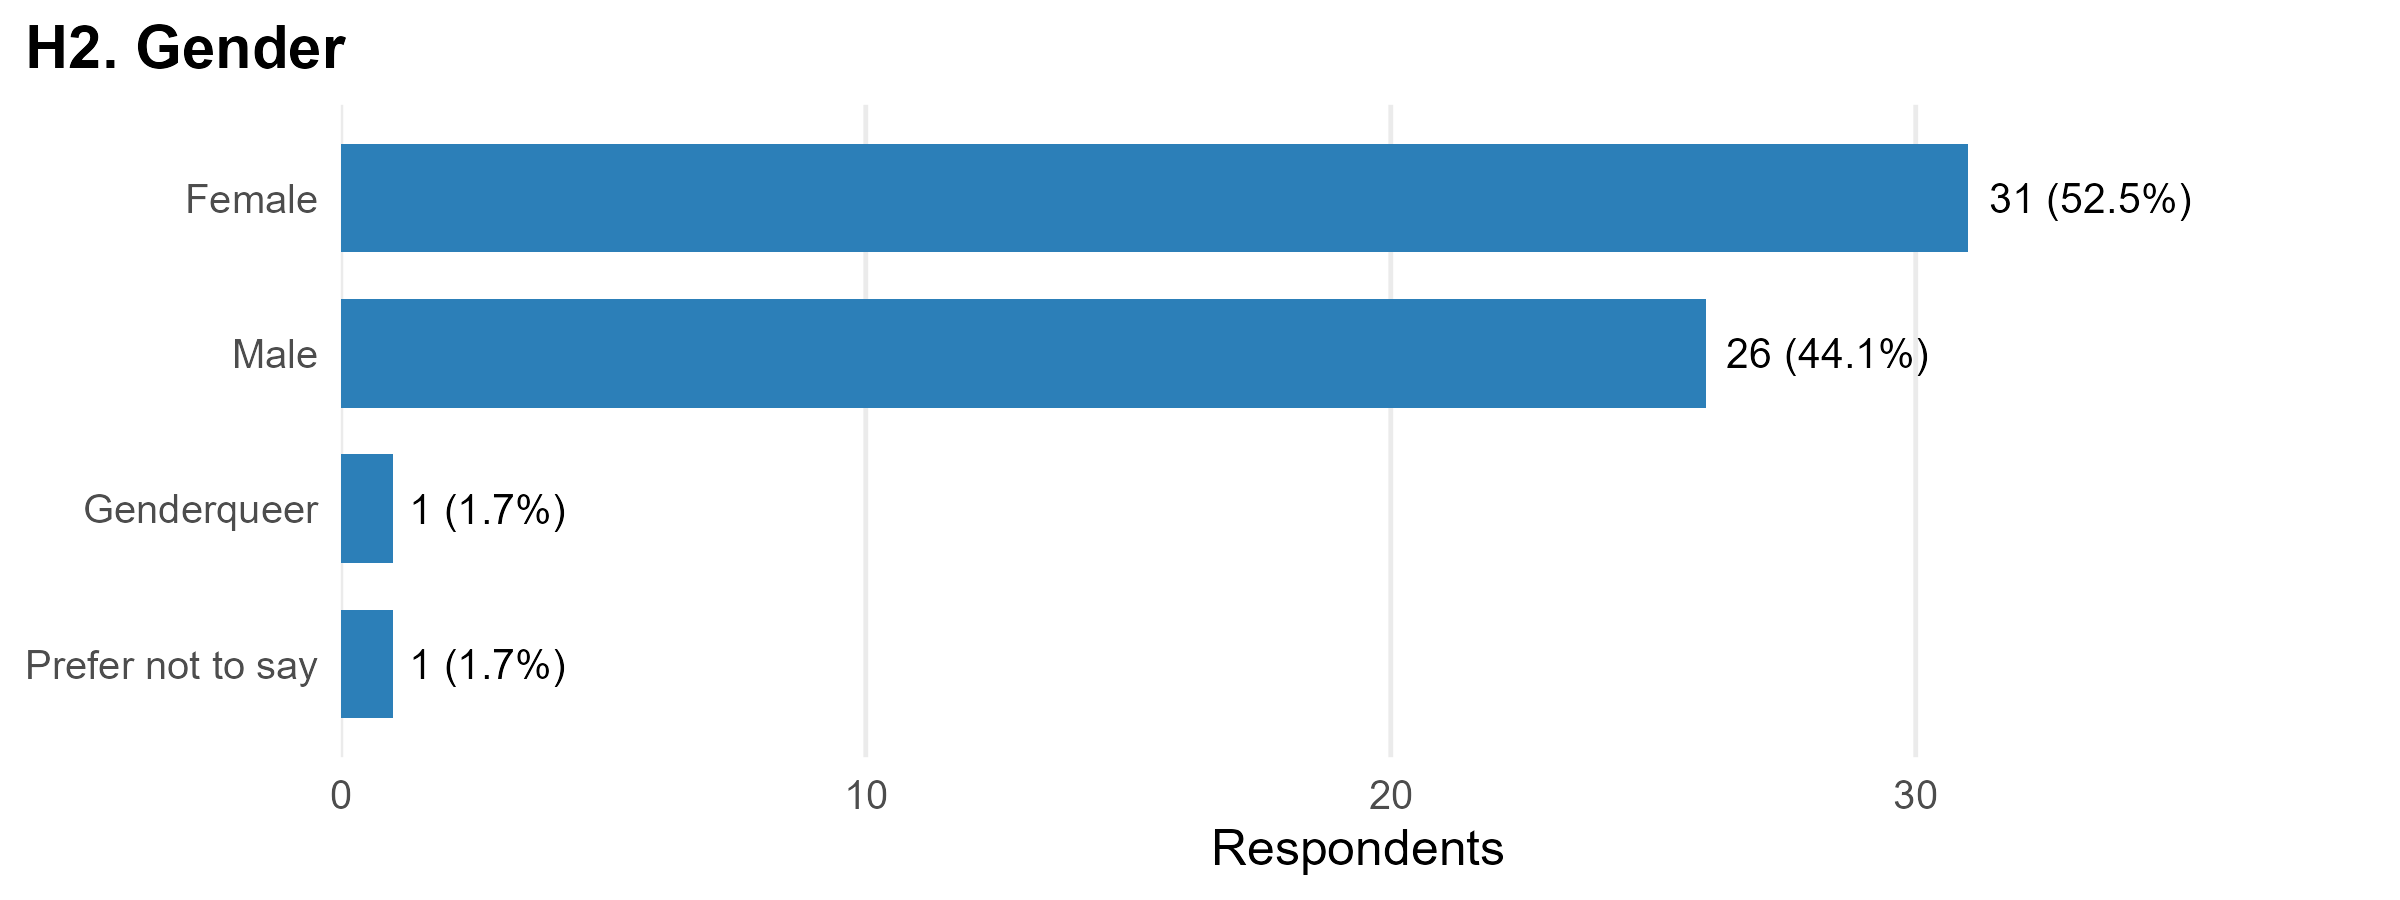 H2. Gender
Female 31 (52.5%)
Male 26 (44.1%)
Genderqueer 1 (1.7%)
Prefer not to say 1 (1.7%)
0 10 20 30
Respondents